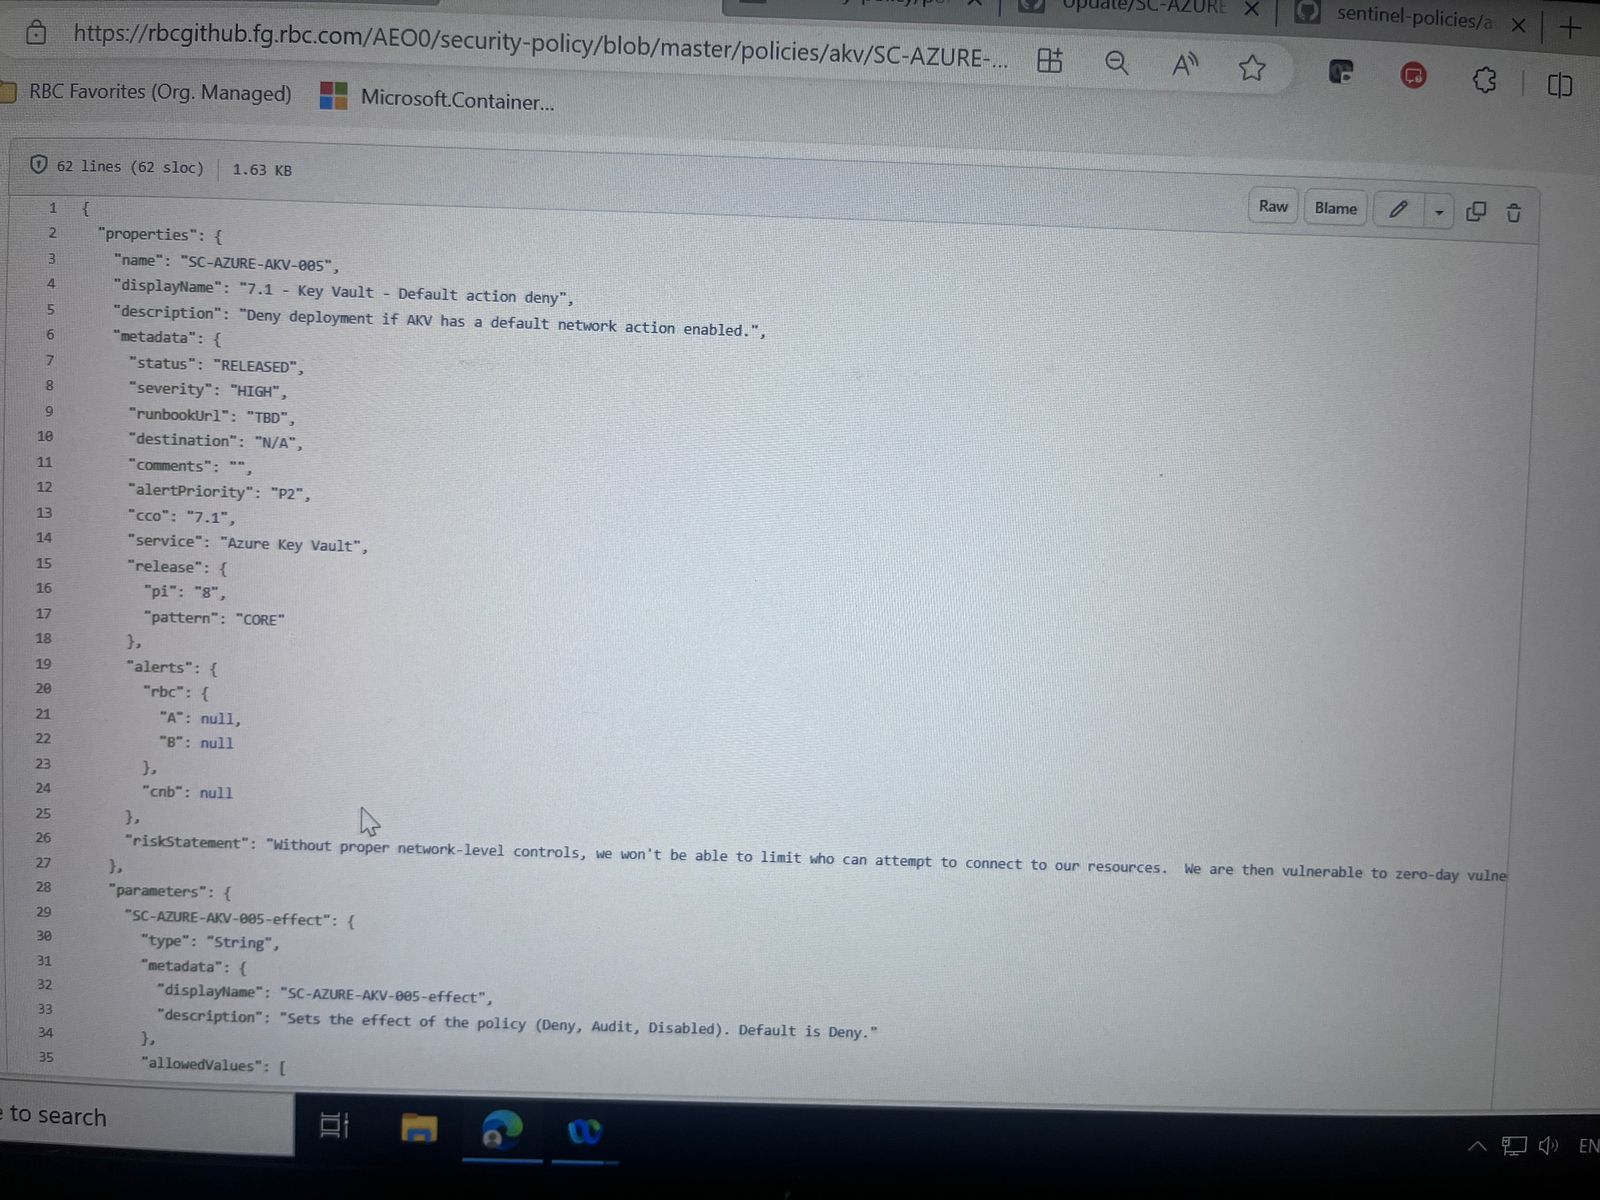 Update/SC-AZURE
sentinel-policies/a
https://rbcgithub.fg.rbc.com/AEO0/security-policy/blob/master/policies/akv/SC-AZURE-...
RBC Favorites (Org. Managed)
Microsoft.Container...
62 lines (62 sloc) 1.63 KB
Raw Blame
1 {
2 "properties": {
3 "name": "SC-AZURE-AKV-005",
4 "displayName": "7.1 - Key Vault - Default action deny",
5 "description": "Deny deployment if AKV has a default network action enabled.",
6 "metadata": {
7 "status": "RELEASED",
8 "severity": "HIGH",
9 "runbookUrl": "TBD",
10 "destination": "N/A",
11 "comments": "",
12 "alertPriority": "P2",
13 "cco": "7.1",
14 "service": "Azure Key Vault",
15 "release": {
16 "pi": "8",
17 "pattern": "CORE"
18 },
19 "alerts": {
20 "rbc": {
21 "A": null,
22 "B": null
23 },
24 "cnb": null
25 },
26 "riskStatement": "Without proper network-level controls, we won't be able to limit who can attempt to connect to our resources.  We are then vulnerable to zero-day vulne
27 },
28 "parameters": {
29 "SC-AZURE-AKV-005-effect": {
30 "type": "String",
31 "metadata": {
32 "displayName": "SC-AZURE-AKV-005-effect",
33 "description": "Sets the effect of the policy (Deny, Audit, Disabled). Default is Deny."
34 },
35 "allowedValues": [
e to search
EN